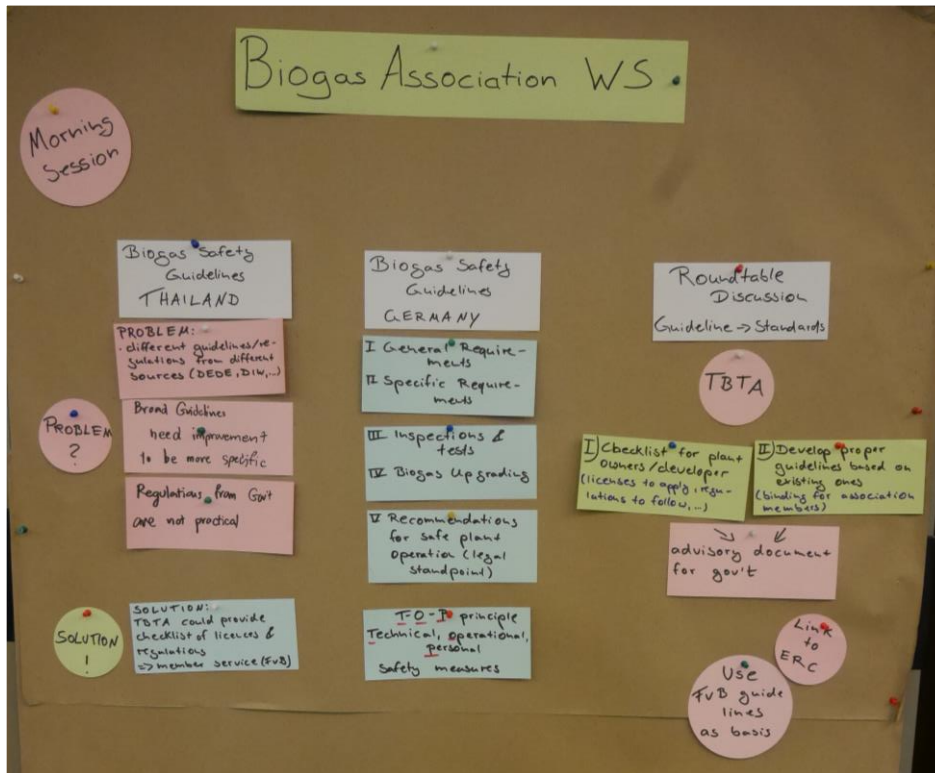 Biogas Association WS
Morning
Session
Biogas Safety
Guidelines
THAILAND
PROBLEM:
- different guidelines/re-
gulations from different
sources (DEDE, DIW,...)
PROBLEM
?
Broad Guidelines
need improvement
to be more specific
Regulations from Gov't
are not practical
SOLUTION
!
SOLUTION:
TBTA could provide
checklist of licences &
regulations
=> member service (FvB)
Biogas Safety
Guidelines
GERMANY
I General Require-
ments
II Specific Require-
ments
III Inspections &
tests
IV Biogas Upgrading
V Recommendations
for safe plant
operation (legal
standpoint)
T-O-P principle
Technical, operational,
personal
Safety measures
Roundtable
Discussion
Guideline → Standards
TBTA
I) Checklist for plant
owners/developer
(licenses to apply, regu-
lations to follow,...)
II) Develop proper
guidelines based on
existing ones
(binding for association
members)
advisory document
for gov't
Link
to
ERC
Use
FvB guide
lines
as basis